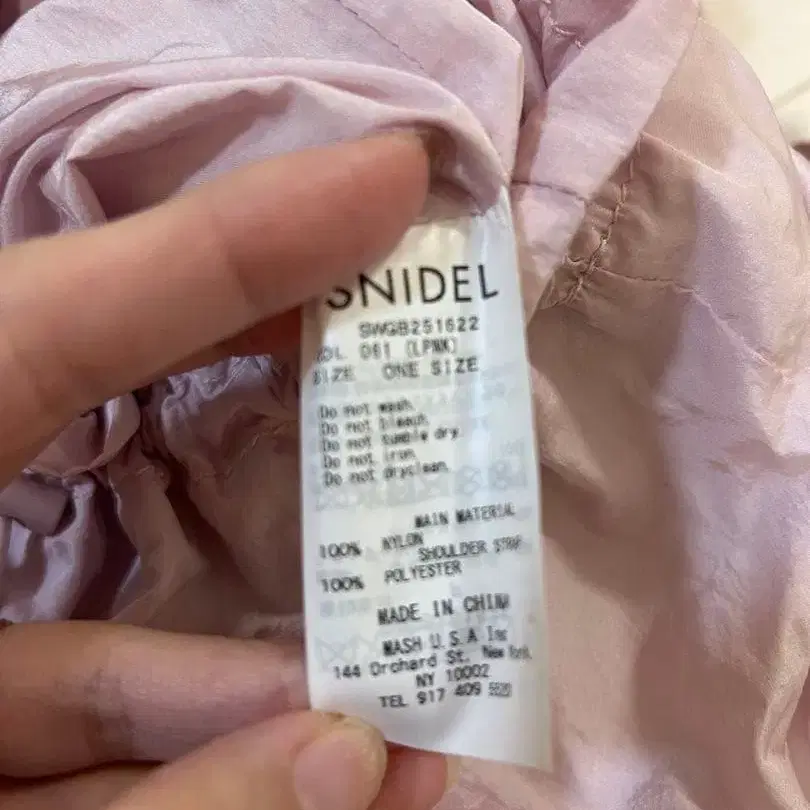 SNIDEL
SWGB251622
COL 061 (LPNK)
SIZE ONE SIZE
Do not wash.
Do not bleach.
Do not tumble dry.
Do not iron.
Do not dryclean.
MAIN MATERIAL
100% NYLON
SHOULDER STRAP
100% POLYESTER
MADE IN CHINA
MASH U.S.A Inc
144 Orchard St. New York,
NY 10002
TEL 917 409